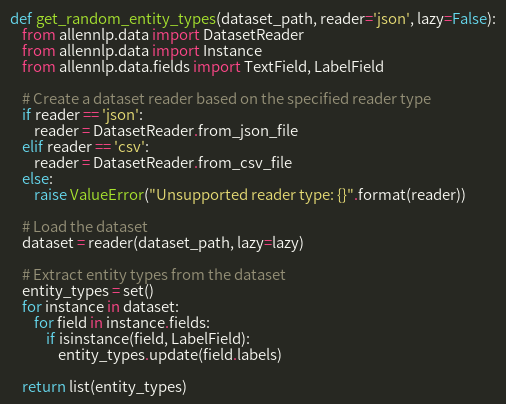 def get_random_entity_types(dataset_path, reader='json', lazy=False):
from allennlp.data import DatasetReader
from allennlp.data import Instance
from allennlp.data.fields import TextField, LabelField
# Create a dataset reader based on the specified reader type
if reader == 'json':
reader = DatasetReader.from_json_file
elif reader == 'csv':
reader = DatasetReader.from_csv_file
else:
raise ValueError("Unsupported reader type: {}".format(reader))
# Load the dataset
dataset = reader(dataset_path, lazy=lazy)
# Extract entity types from the dataset
entity_types = set()
for instance in dataset:
for field in instance.fields:
if isinstance(field, LabelField):
entity_types.update(field.labels)
return list(entity_types)